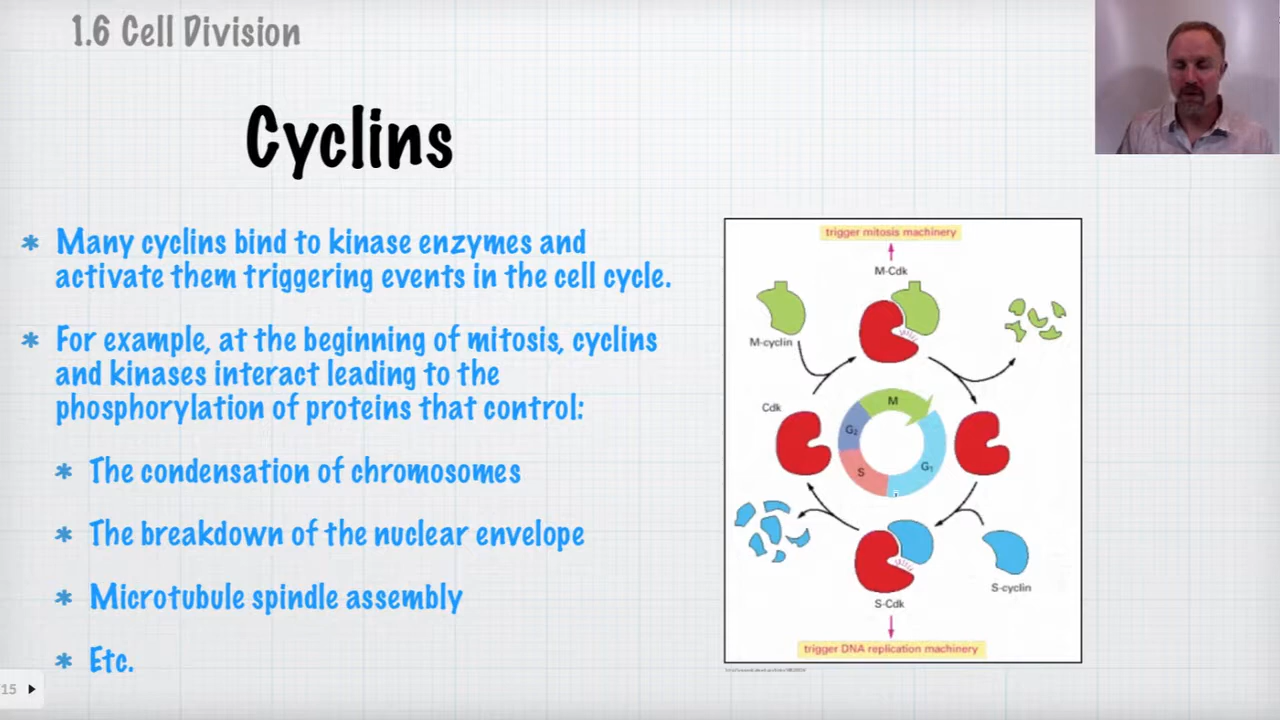 1.6 Cell Division
Cyclins
* Many cyclins bind to kinase enzymes and
activate them triggering events in the cell cycle.
* For example, at the beginning of mitosis, cyclins
and kinases interact leading to the
phosphorylation of proteins that control:
* The condensation of chromosomes
* The breakdown of the nuclear envelope
* Microtubule spindle assembly
* Etc.
15
trigger mitosis machinery
M-Cdk
M-cyclin
Cdk
M
G₂
G₁
S
S-cyclin
S-Cdk
trigger DNA replication machinery